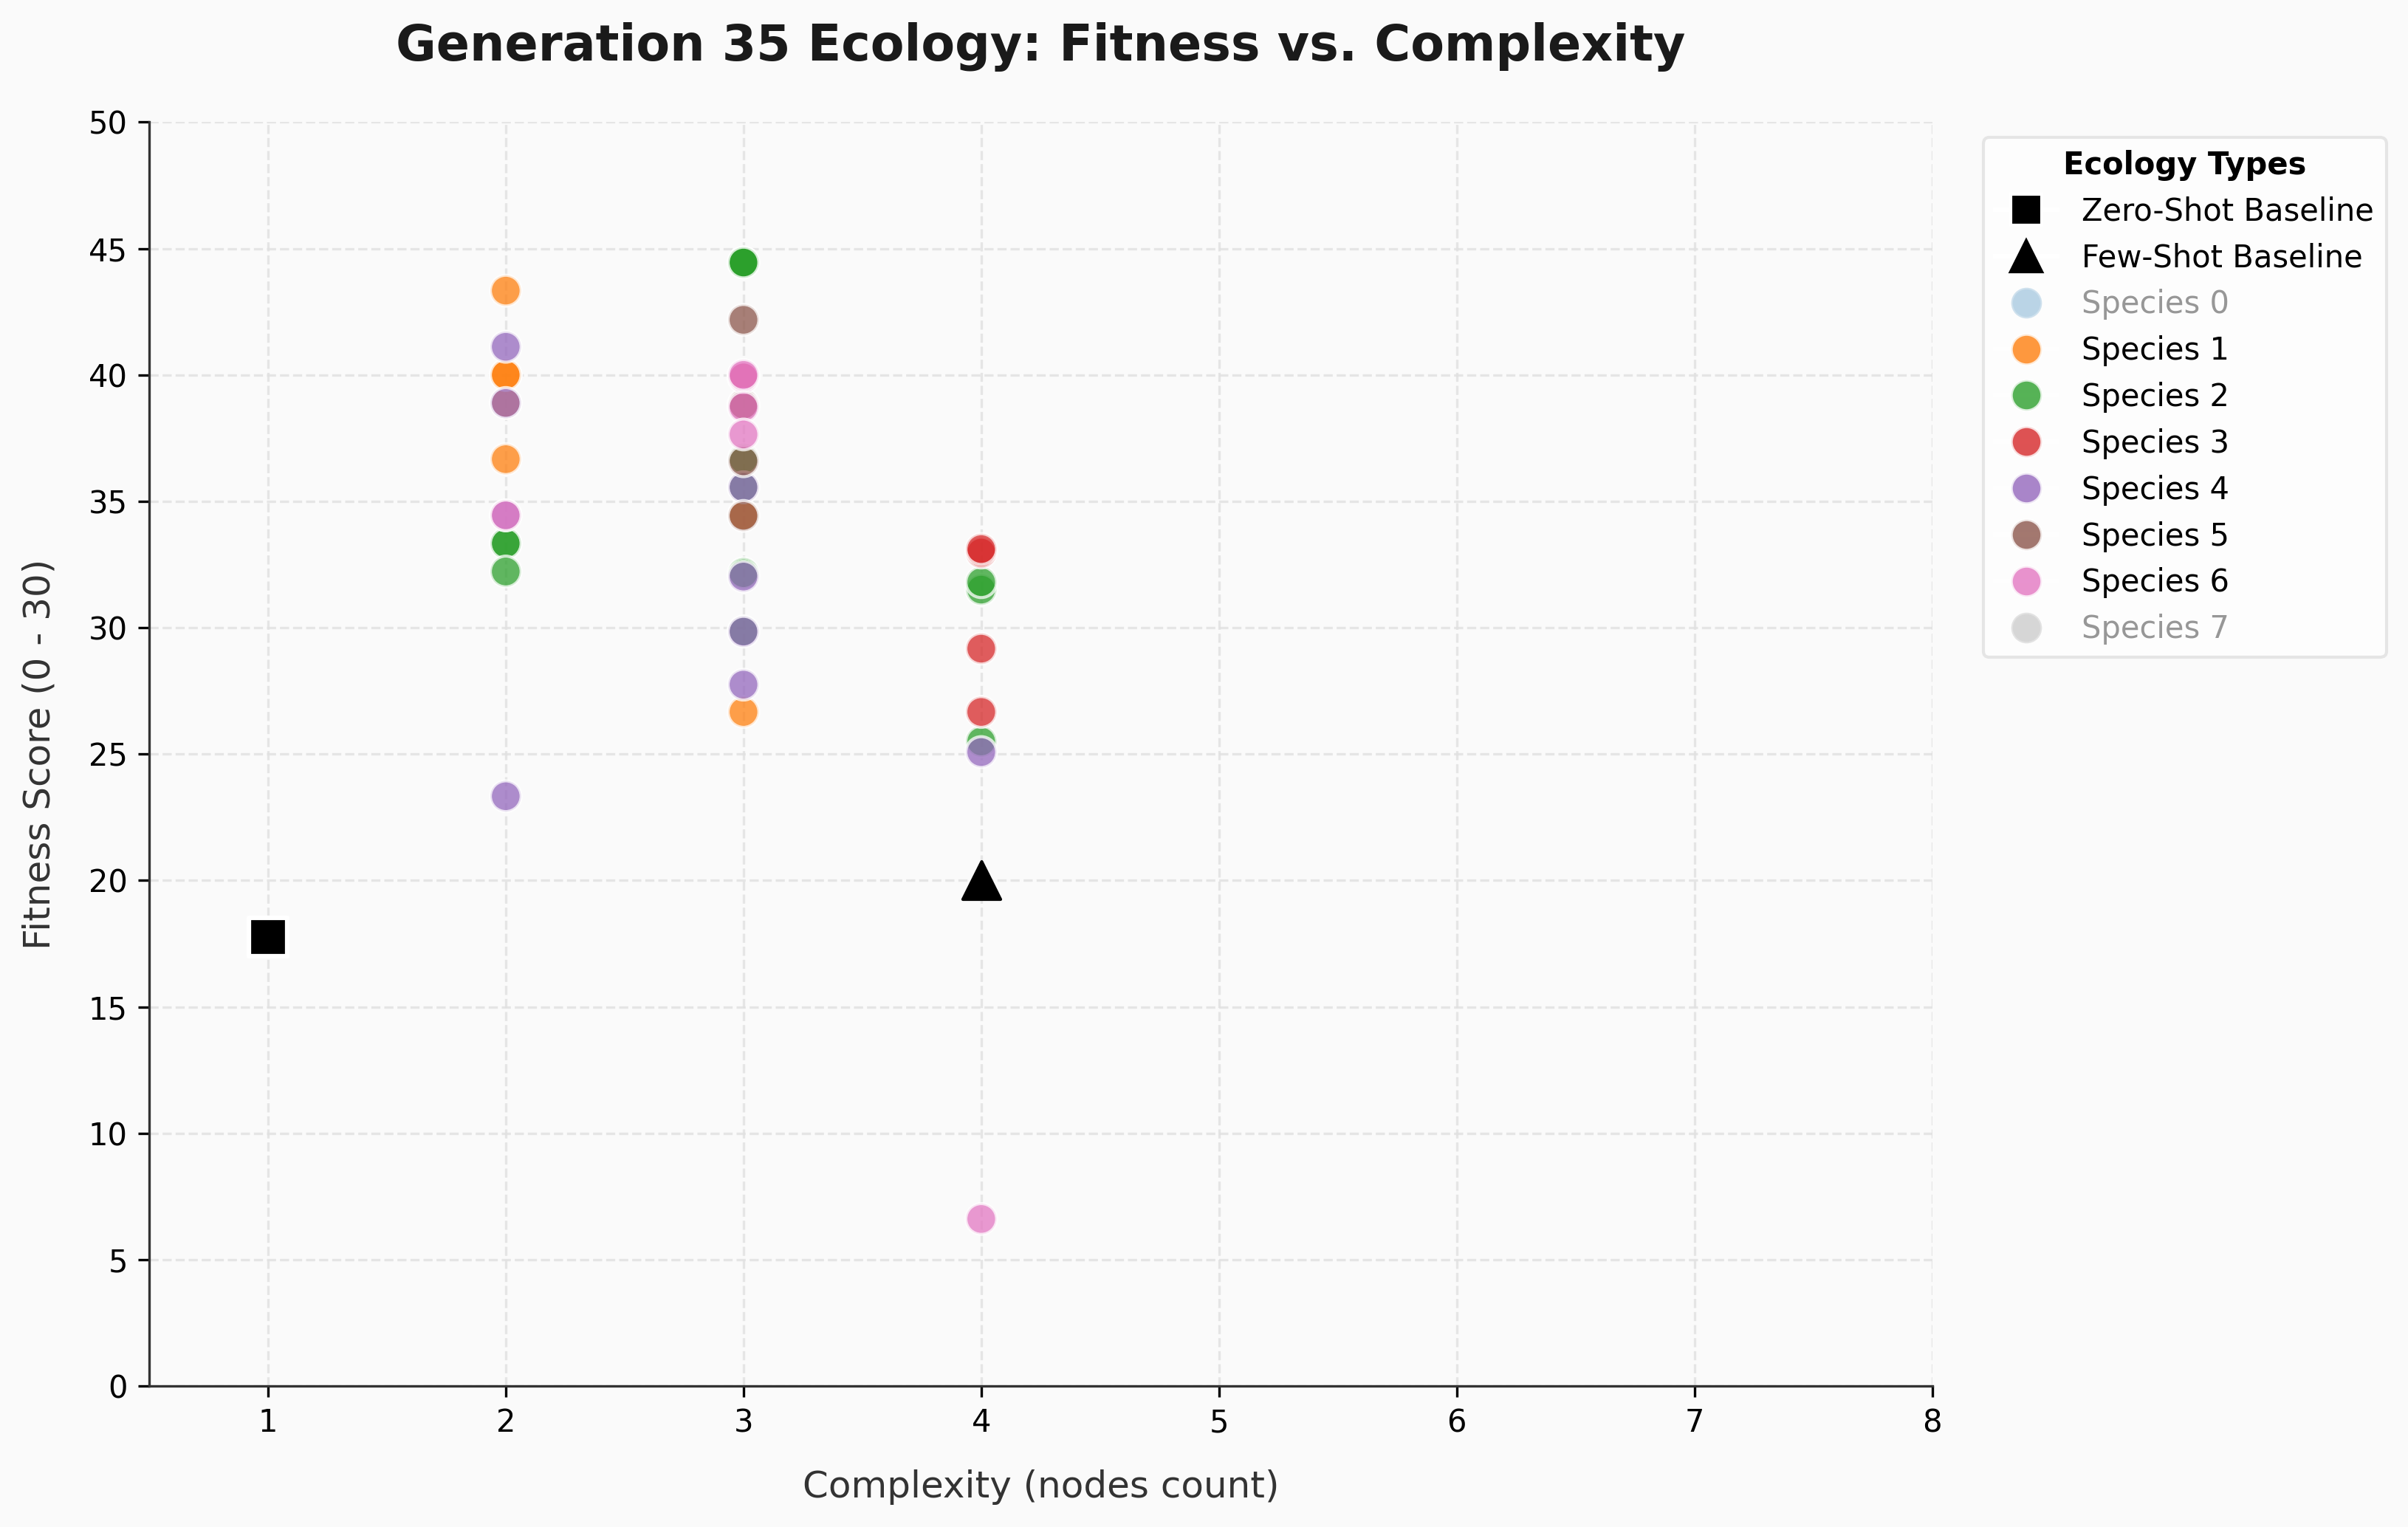 Generation 35 Ecology: Fitness vs. Complexity
Fitness Score (0 - 30)
50
45
40
35
30
25
20
15
10
5
0
1
2
3
4
5
6
7
8
Complexity (nodes count)
Ecology Types
Zero-Shot Baseline
Few-Shot Baseline
Species 0
Species 1
Species 2
Species 3
Species 4
Species 5
Species 6
Species 7